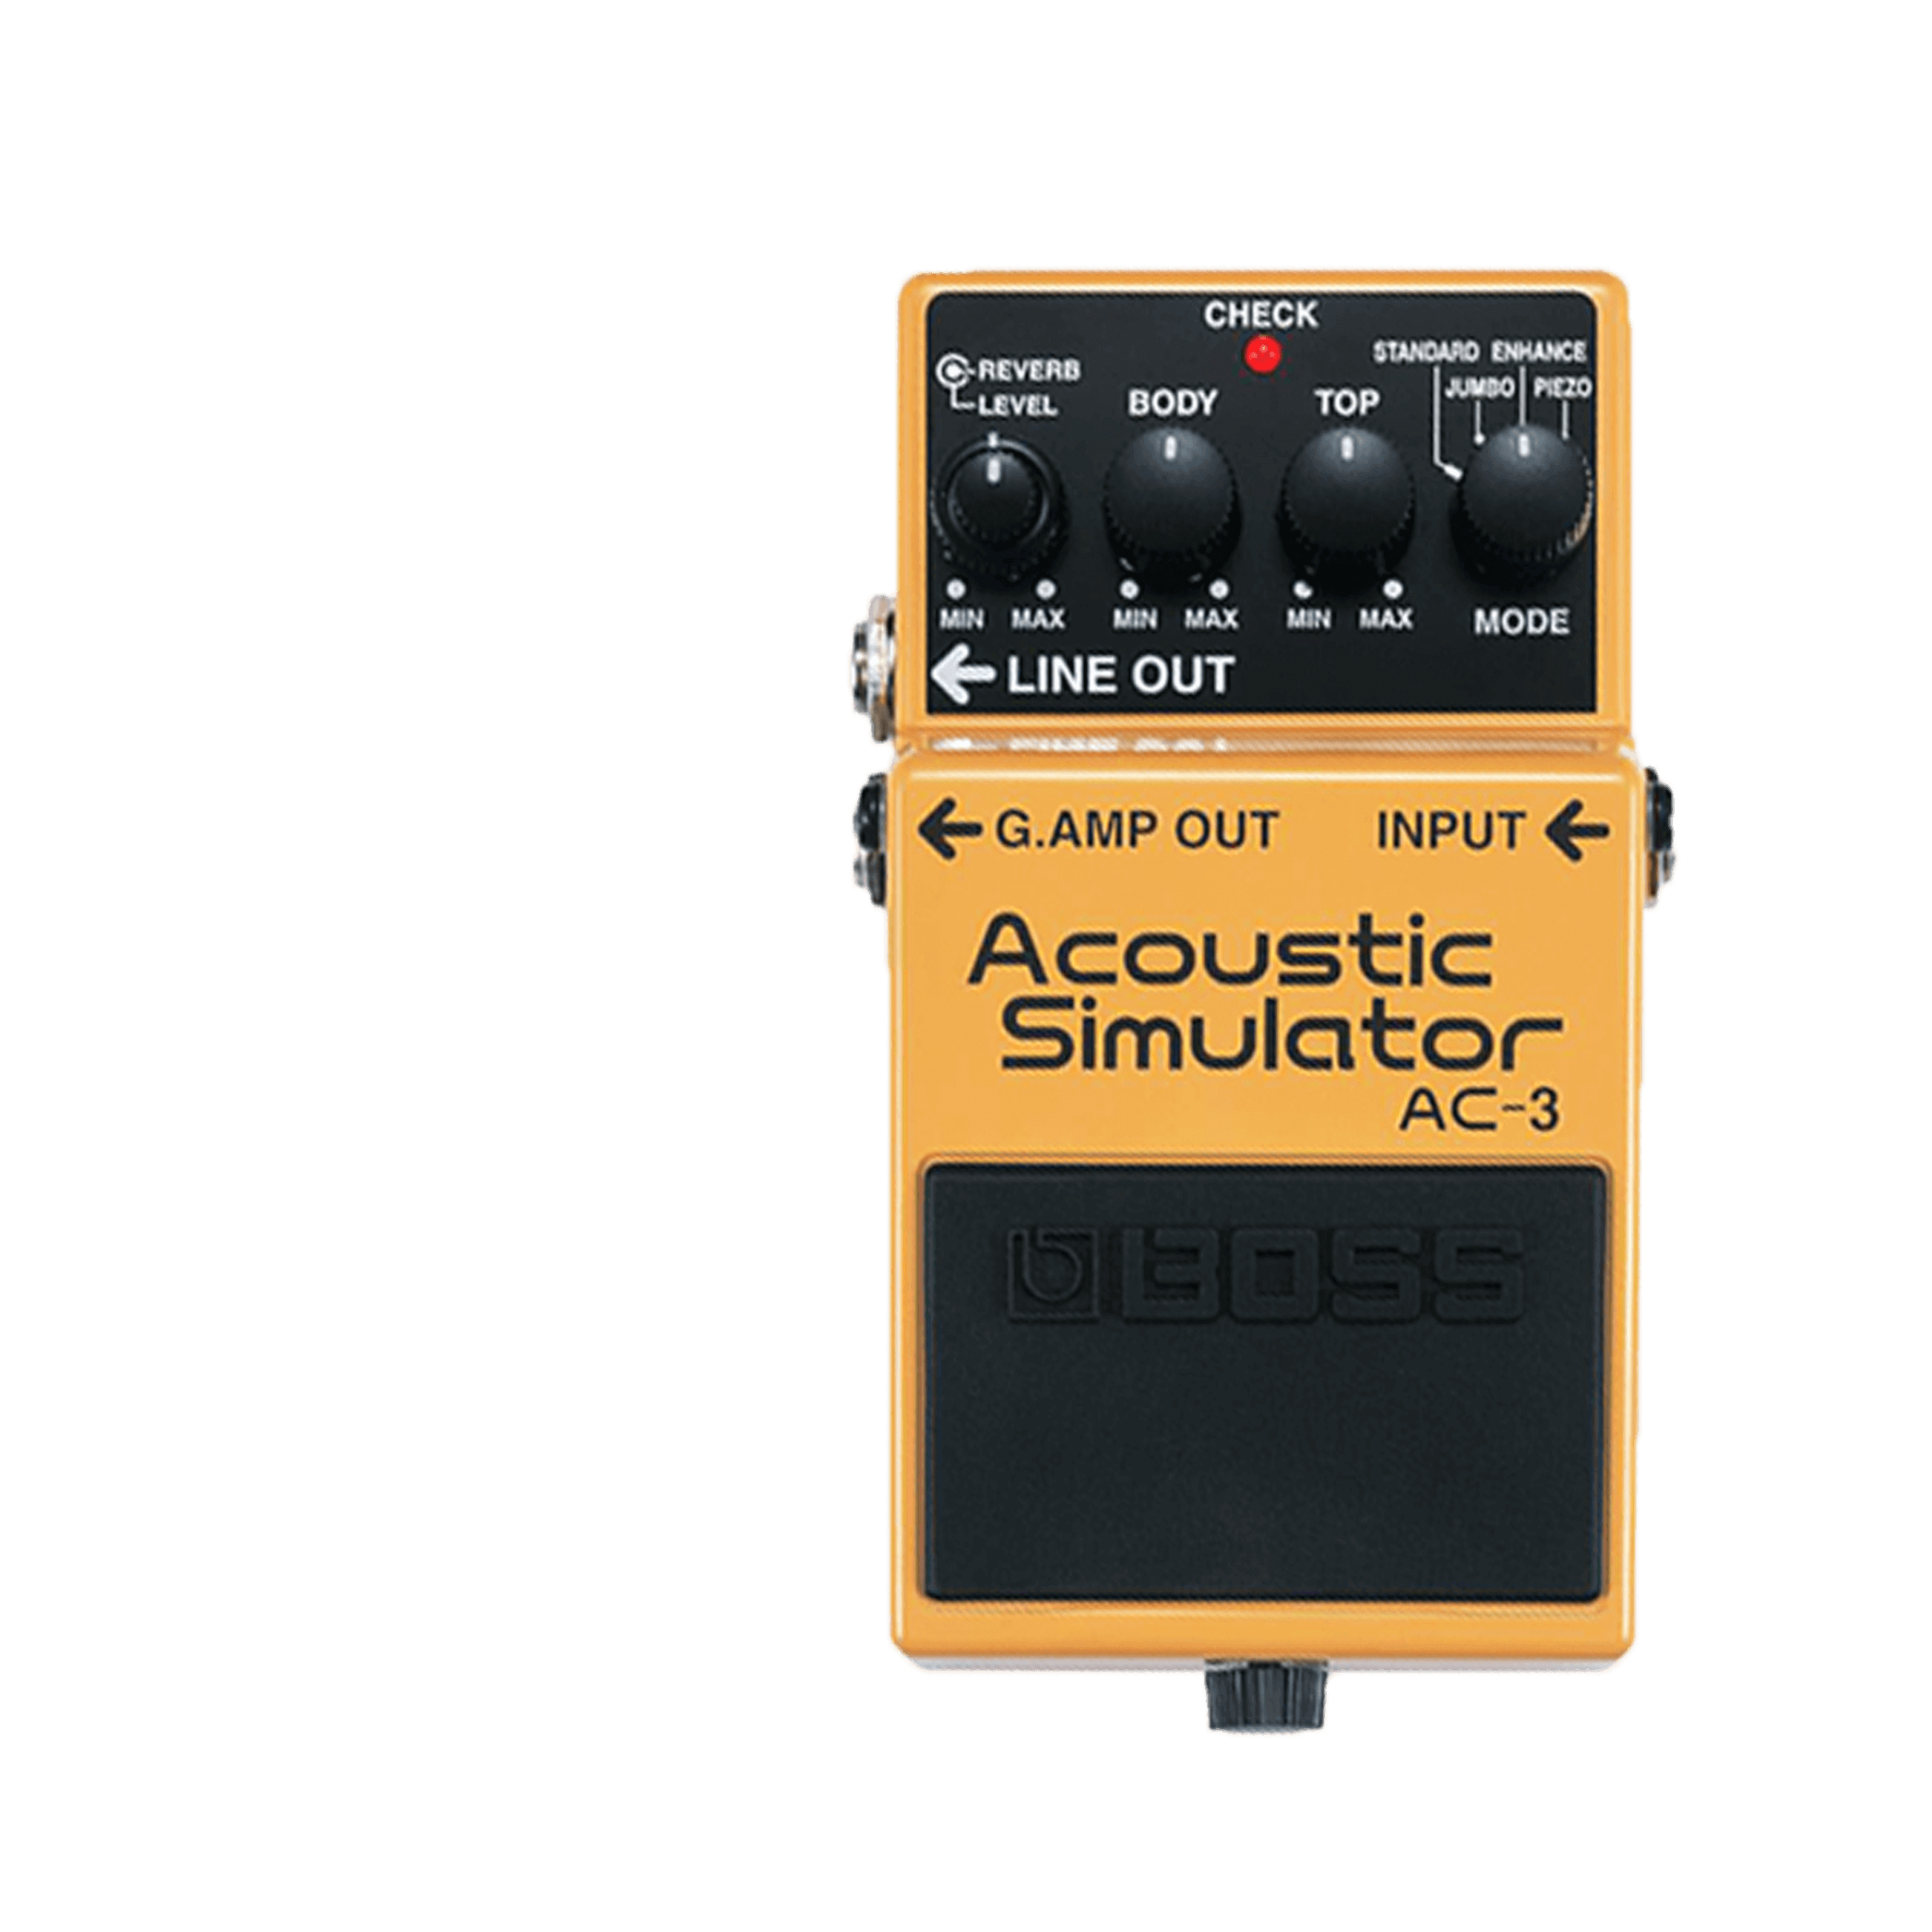 CHECK
STANDARD ENHANCE
JUMBO PIEZO
REVERB
LEVEL
BODY
TOP
MIN MAX MIN MAX MIN MAX
MODE
LINE OUT
G.AMP OUT INPUT
Acoustic
Simulator
AC-3
BOSS